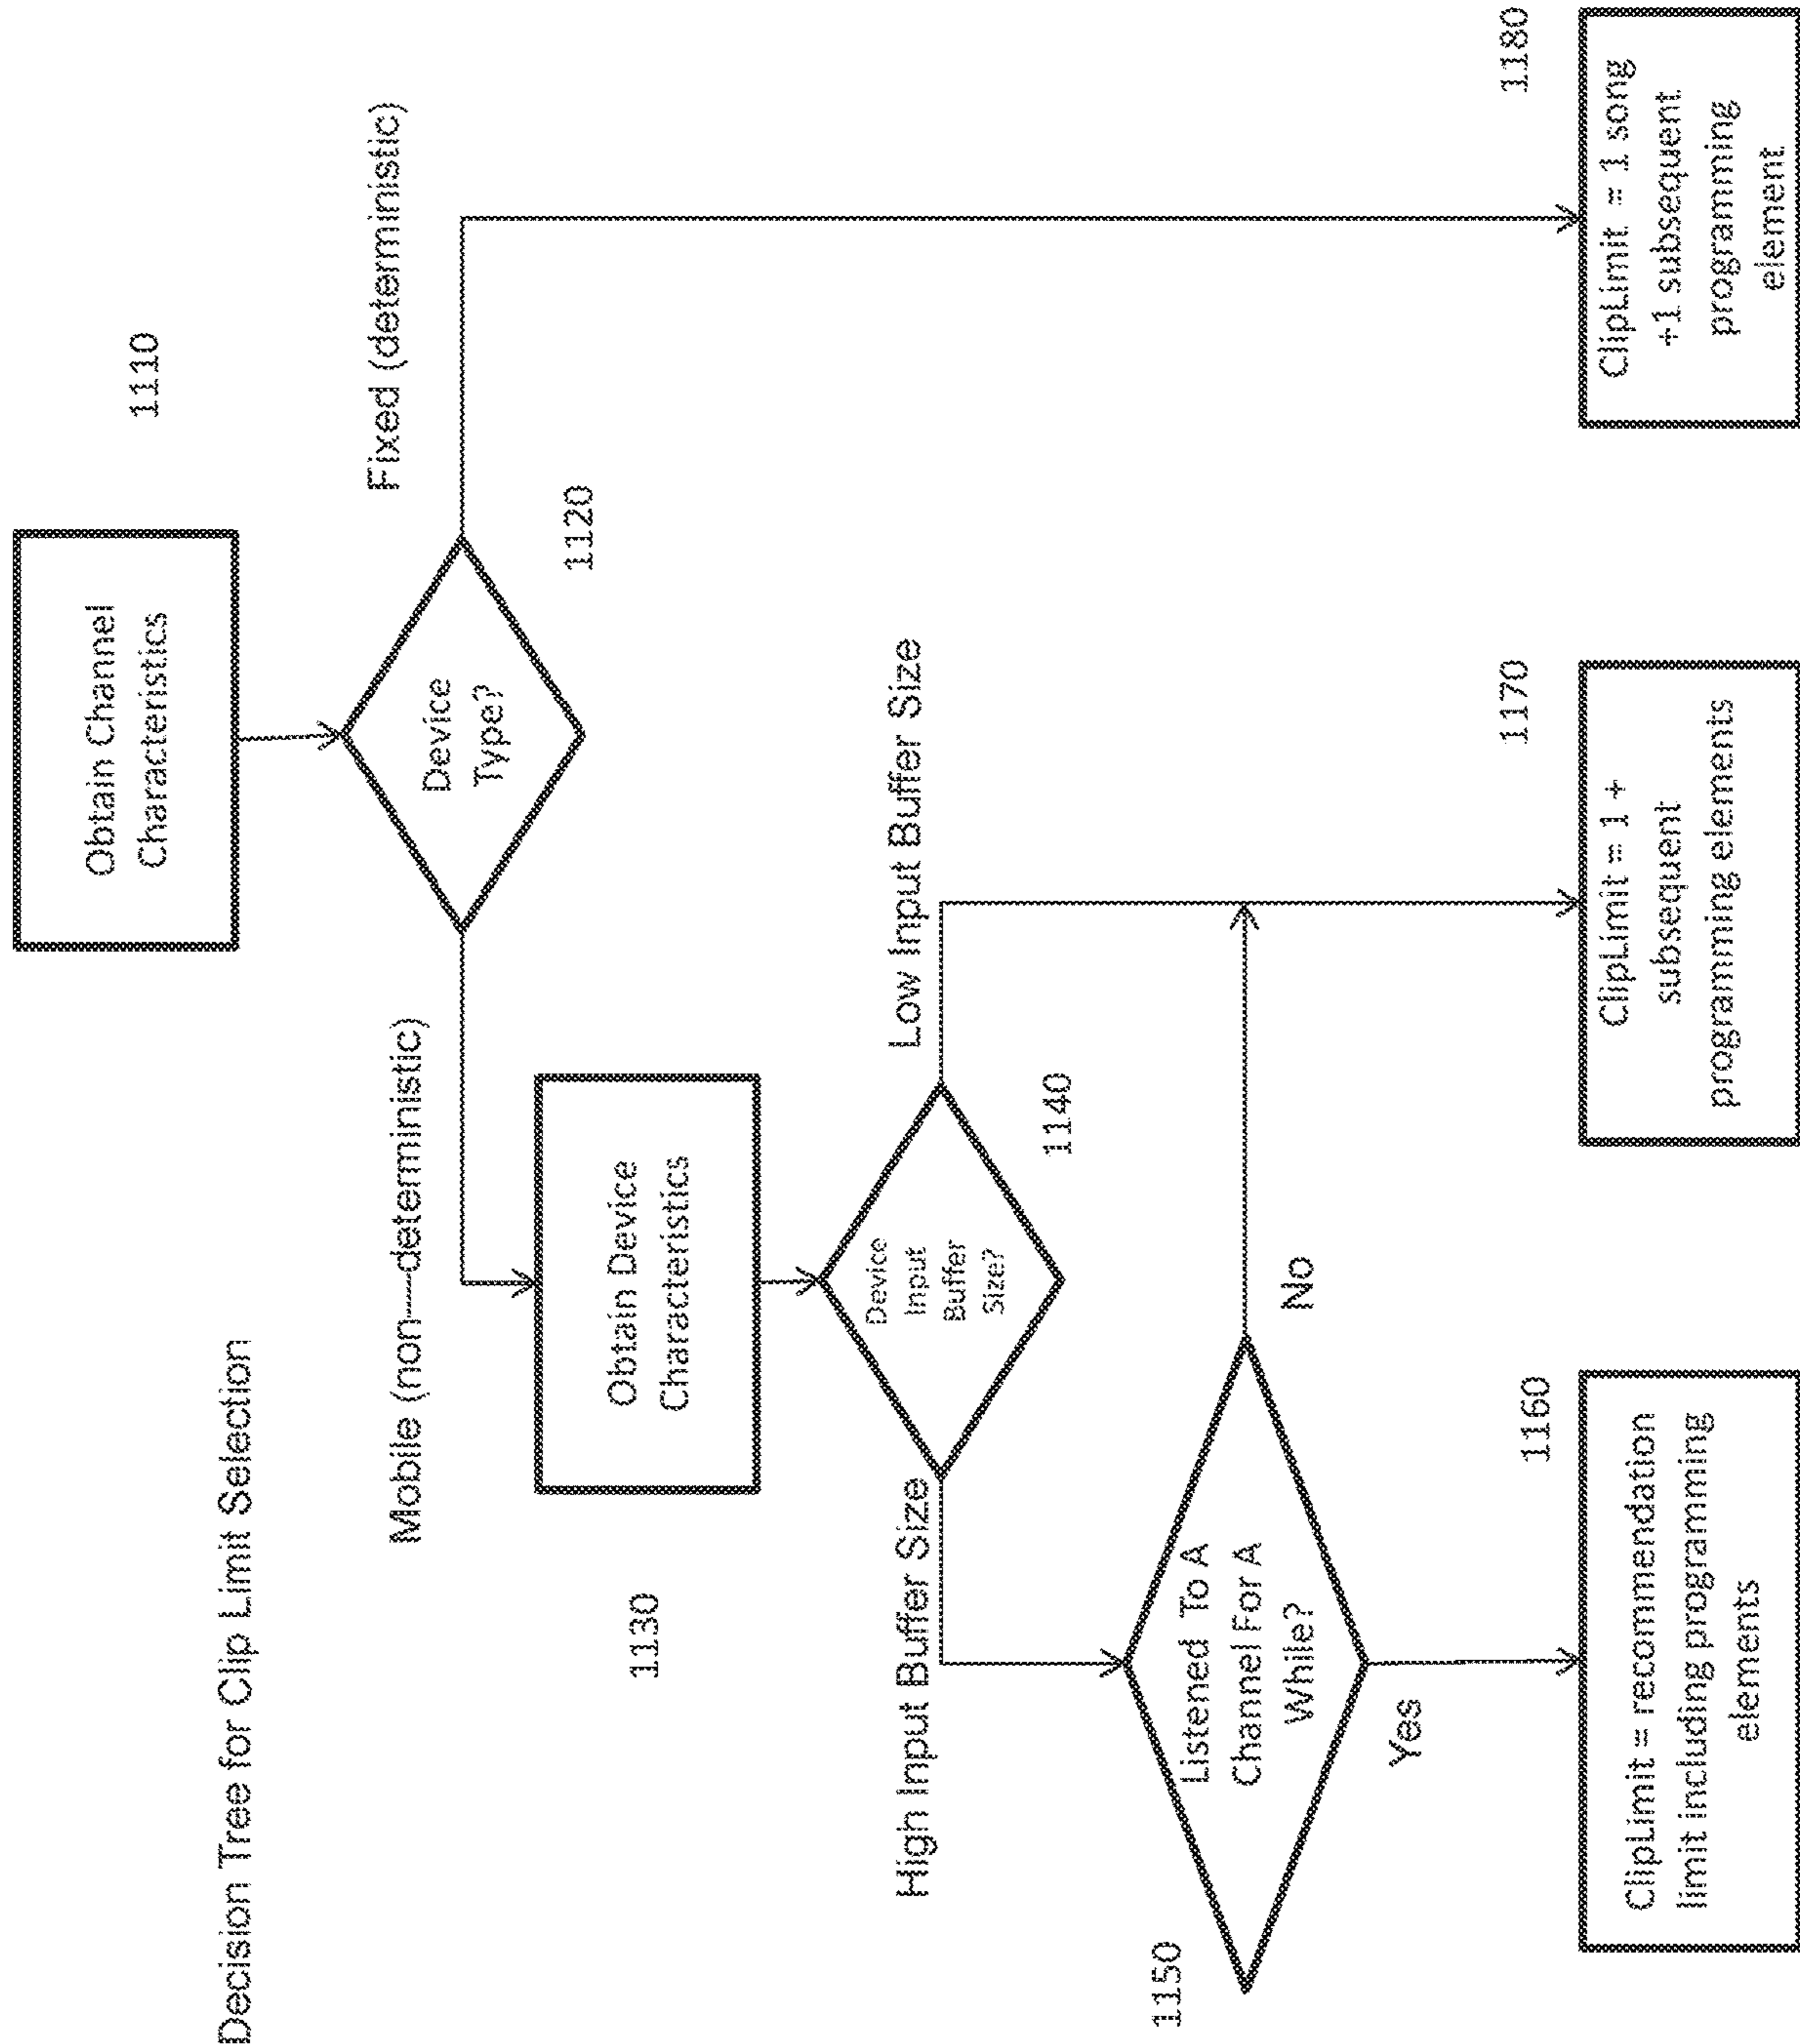 Decision Tree for Clip Limit Selection
Obtain Channel
Characteristics
1110
Mobile (non----deterministic)
Device
Type?
Fixed (deterministic)
1120
1130
Obtain Device
Characteristics
High Input Buffer Size
Device
Input
Buffer
Size?
Low Input Buffer Size
1140
1150
Listened To A
Channel For A
While?
No
Yes
1160
ClipLimit = recommendation
limit including programming
elements
1170
ClipLimit = 1 +
subsequent
programming elements
1180
ClipLimit = 1 song
+1 subsequent
programming
element